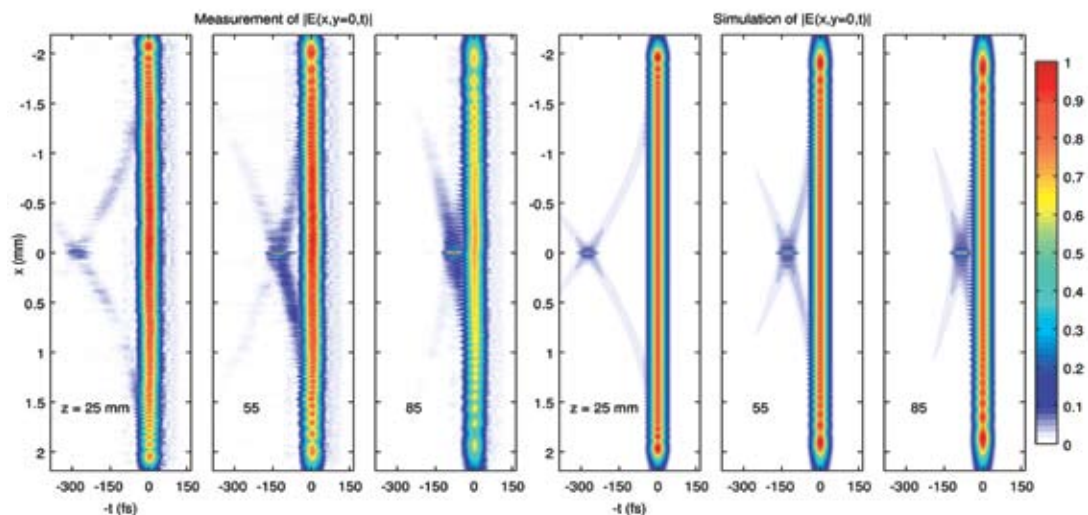 Measurement of |E(x,y=0,t)|
Simulation of |E(x,y=0,t)|
x (mm)
-2
-1.5
-1
-0.5
0
0.5
1
1.5
2
z = 25 mm
55
85
z = 25 mm
55
85
-300 -150 0 150
-300 -150 0 150
-300 -150 0 150
-300 -150 0 150
-300 -150 0 150
-300 -150 0 150
-t (fs)
-t (fs)
1
0.9
0.8
0.7
0.6
0.5
0.4
0.3
0.2
0.1
0